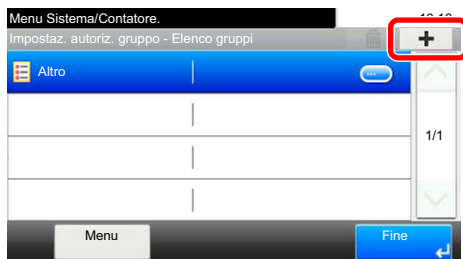 Menu Sistema/Contatore.
Impostaz. autoriz. gruppo - Elenco gruppi
+
Altro
1/1
Menu
Fine